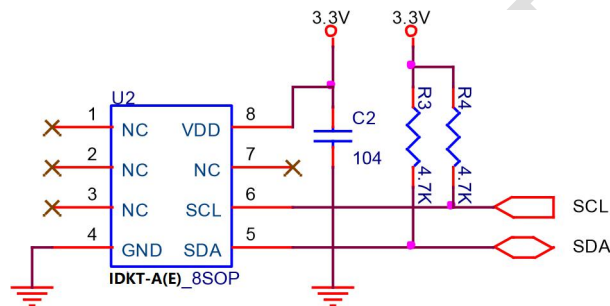 3.3V 3.3V
U2
1 NC VDD 8
2 NC NC 7
3 NC SCL 6
4 GND SDA 5
IDKT-A(E)_8SOP
C2
104
R3 R4
4.7K 4.7K
SCL
SDA